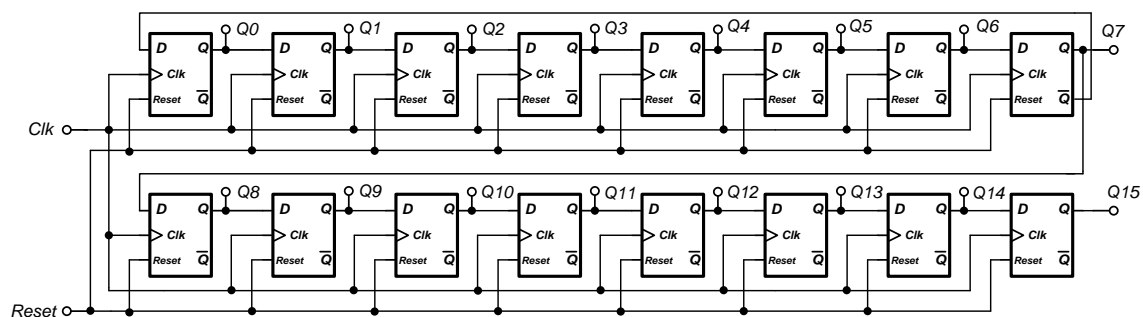 Q0 Q1 Q2 Q3 Q4 Q5 Q6 Q7
D Q D Q D Q D Q D Q D Q D Q D Q
Clk Clk Clk Clk Clk Clk Clk Clk
Reset Q̅ Reset Q̅ Reset Q̅ Reset Q̅ Reset Q̅ Reset Q̅ Reset Q̅ Reset Q̅
Clk
Q8 Q9 Q10 Q11 Q12 Q13 Q14 Q15
D Q D Q D Q D Q D Q D Q D Q D Q
Clk Clk Clk Clk Clk Clk Clk Clk
Reset Q̅ Reset Q̅ Reset Q̅ Reset Q̅ Reset Q̅ Reset Q̅ Reset Q̅ Reset Q̅
Reset